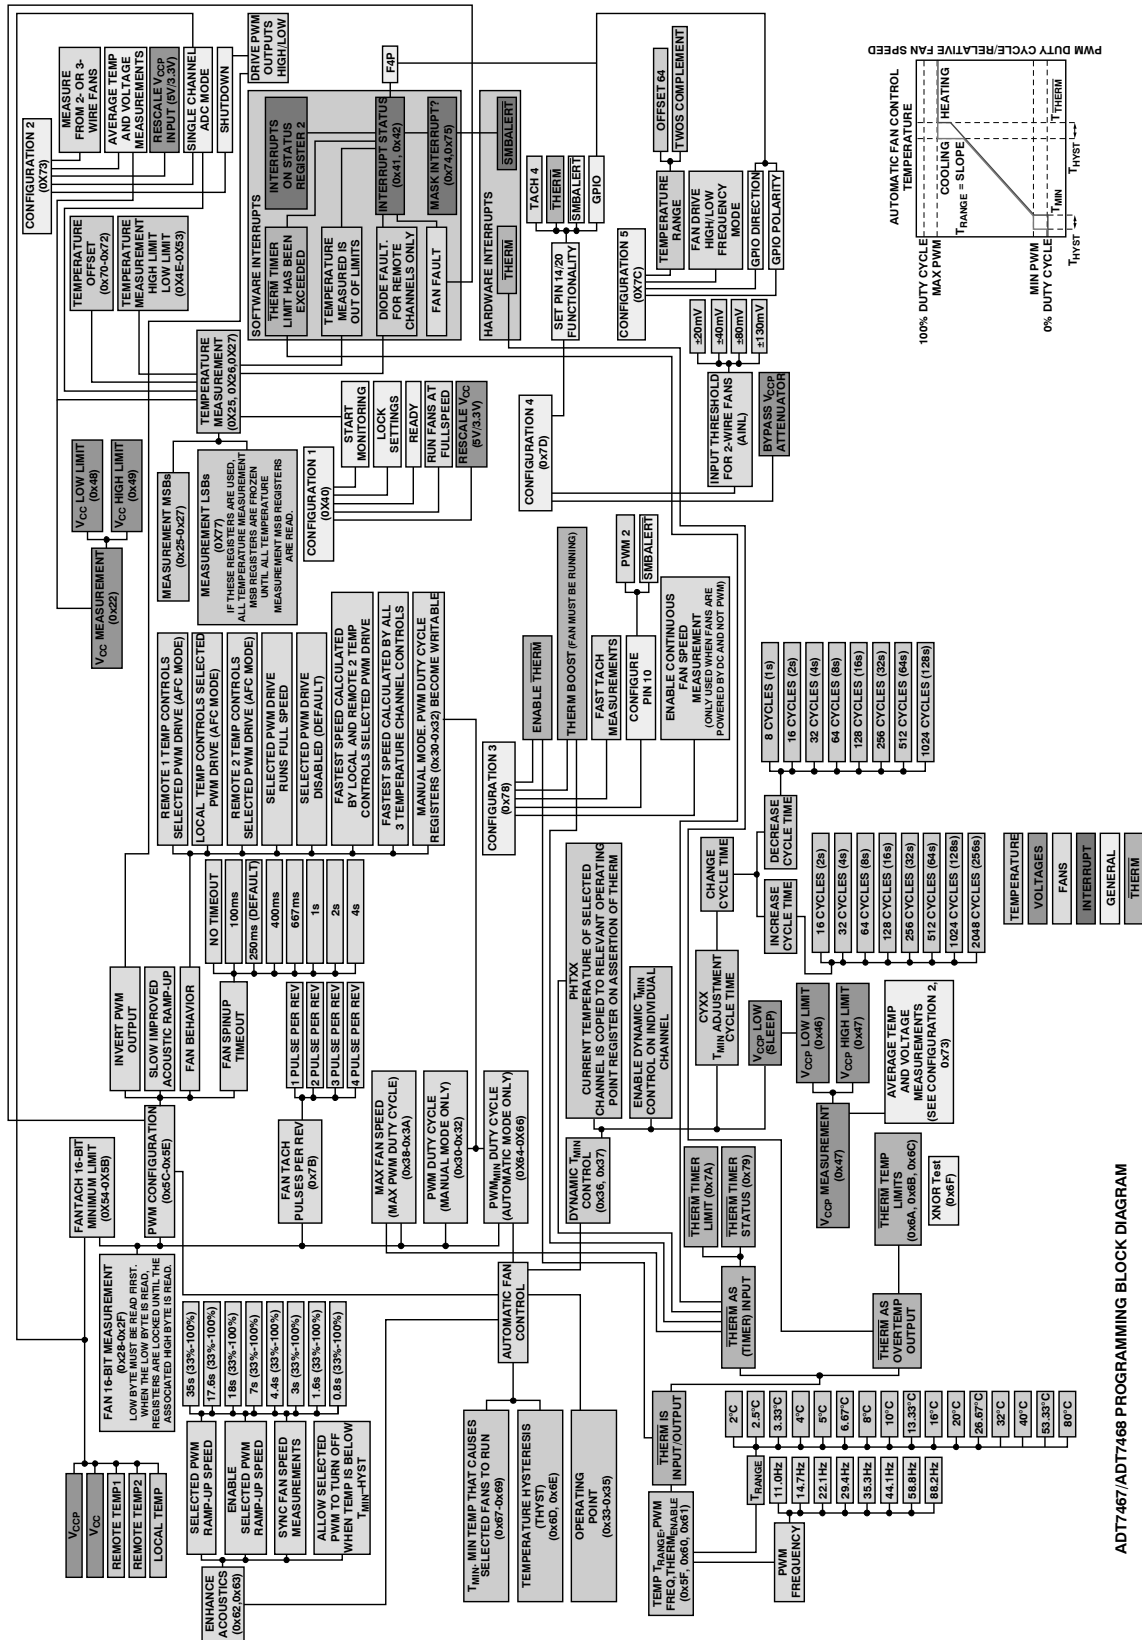 CONFIGURATION 2
(0X73)
MEASURE
FROM 2- OR 3-
WIRE FANS
AVERAGE TEMP
AND VOLTAGE
MEASUREMENTS
RESCALE VCCP
INPUT (5V/3.3V)
SINGLE CHANNEL
ADC MODE
SHUTDOWN
DRIVE PWM
OUTPUTS
HIGH/LOW
TEMPERATURE
OFFSET
(0x70-0x72)
TEMPERATURE
MEASUREMENT
HIGH LIMIT
LOW LIMIT
(0X4E-0X53)
SOFTWARE INTERRUPTS
THERM TIMER
LIMIT HAS BEEN
EXCEEDED
INTERRUPTS
ON STATUS
REGISTER 2
TEMPERATURE
MEASURED IS
OUT OF LIMITS
DIODE FAULT.
FOR REMOTE
CHANNELS ONLY
INTERRUPT STATUS
(0x41, 0x42)
F4P
FAN FAULT
MASK INTERRUPT?
(0x74,0x75)
HARDWARE INTERRUPTS
THERM
SMBALERT
SET PIN 14/20
FUNCTIONALITY
TACH 4
THERM
SMBALERT
GPIO
CONFIGURATION 5
(0X7C)
TEMPERATURE
RANGE
OFFSET 64
TWOS COMPLEMENT
FAN DRIVE
HIGH/LOW
FREQUENCY
MODE
GPIO DIRECTION
GPIO POLARITY
PWM DUTY CYCLE/RELATIVE FAN SPEED
AUTOMATIC FAN CONTROL
TEMPERATURE
100% DUTY CYCLE
MAX PWM
COOLING
HEATING
TRANGE = SLOPE
MIN PWM
0% DUTY CYCLE
THYST
TMIN
THYST
TTHERM
TEMPERATURE
MEASUREMENT
(0X25, 0X26,0X27)
VCC MEASUREMENT
(0x22)
VCC LOW LIMIT
(0x48)
VCC HIGH LIMIT
(0x49)
MEASUREMENT MSBs
(0x25-0x27)
MEASUREMENT LSBs
(0X77)
IF THESE REGISTERS ARE USED,
ALL TEMPERATURE MEASUREMENT
MSB REGISTERS ARE FROZEN
UNTIL ALL TEMPERATURE
MEASUREMENT MSB REGISTERS
ARE READ.
CONFIGURATION 1
(0X40)
START
MONITORING
LOCK
SETTINGS
READY
RUN FANS AT
FULLSPEED
RESCALE VCC
(5V/3.3V)
CONFIGURATION 4
(0x7D)
INPUT THRESHOLD
FOR 2-WIRE FANS
(AINL)
±20mV
±40mV
±80mV
±130mV
BYPASS VCCP
ATTENUATOR
REMOTE 1 TEMP CONTROLS
SELECTED PWM DRIVE (AFC MODE)
LOCAL TEMP CONTROLS SELECTED
PWM DRIVE (AFC MODE)
REMOTE 2 TEMP CONTROLS
SELECTED PWM DRIVE (AFC MODE)
SELECTED PWM DRIVE
RUNS FULL SPEED
SELECTED PWM DRIVE
DISABLED (DEFAULT)
FASTEST SPEED CALCULATED
BY LOCAL AND REMOTE 2 TEMP
CONTROLS SELECTED PWM DRIVE
FASTEST SPEED CALCULATED BY ALL
3 TEMPERATURE CHANNEL CONTROLS
MANUAL MODE. PWM DUTY CYCLE
REGISTERS (0x30-0x32) BECOME WRITABLE
CONFIGURATION 3
(0x78)
ENABLE THERM
THERM BOOST (FAN MUST BE RUNNING)
FAST TACH
MEASUREMENTS
CONFIGURE
PIN 10
PWM 2
SMBALERT
ENABLE CONTINUOUS
FAN SPEED
MEASUREMENT
(ONLY USED WHEN FANS ARE
POWERED BY DC AND NOT PWM)
NO TIMEOUT
100ms
250ms (DEFAULT)
400ms
667ms
1s
2s
4s
INVERT PWM
OUTPUT
SLOW IMPROVED
ACOUSTIC RAMP-UP
FAN BEHAVIOR
FAN SPINUP
TIMEOUT
1 PULSE PER REV
2 PULSE PER REV
3 PULSE PER REV
4 PULSE PER REV
FANTACH 16-BIT
MINIMUM LIMIT
(0X54-0X5B)
PWM CONFIGURATION
(0x5C-0x5E)
FAN TACH
PULSES PER REV
(0x7B)
MAX FAN SPEED
(MAX PWM DUTY CYCLE)
(0x38-0x3A)
PWM DUTY CYCLE
(MANUAL MODE ONLY)
(0x30-0x32)
PWMMIN DUTY CYCLE
(AUTOMATIC MODE ONLY)
(0X64-0X66)
DYNAMIC TMIN
CONTROL
(0x36, 0x37)
PHTXX
CURRENT TEMPERATURE OF SELECTED
CHANNEL IS COPIED TO RELEVANT OPERATING
POINT REGISTER ON ASSERTION OF THERM
ENABLE DYNAMIC TMIN
CONTROL ON INDIVIDUAL
CHANNEL
CYXX
TMIN ADJUSTMENT
CYCLE TIME
CHANGE
CYCLE TIME
DECREASE
CYCLE TIME
8 CYCLES (1s)
16 CYCLES (2s)
32 CYCLES (4s)
64 CYCLES (8s)
128 CYCLES (16s)
256 CYCLES (32s)
512 CYCLES (64s)
1024 CYCLES (128s)
INCREASE
CYCLE TIME
16 CYCLES (2s)
32 CYCLES (4s)
64 CYCLES (8s)
128 CYCLES (16s)
256 CYCLES (32s)
512 CYCLES (64s)
1024 CYCLES (128s)
2048 CYCLES (256s)
VCCP LOW
(SLEEP)
VCCP LOW LIMIT
(0x46)
VCCP HIGH LIMIT
(0x47)
VCCP MEASUREMENT
(0x47)
AVERAGE TEMP
AND VOLTAGE
MEASUREMENTS
(SEE CONFIGURATION 2,
0x73)
TEMPERATURE
VOLTAGES
FANS
INTERRUPT
GENERAL
THERM
FAN 16-BIT MEASUREMENT
(0x28-0x2F)
LOW BYTE MUST BE READ FIRST.
WHEN THE LOW BYTE IS READ,
REGISTERS ARE LOCKED UNTIL THE
ASSOCIATED HIGH BYTE IS READ.
VCCP
VCC
REMOTE TEMP1
REMOTE TEMP2
LOCAL TEMP
35s (33%-100%)
17.6s (33%-100%)
18s (33%-100%)
7s (33%-100%)
4.4s (33%-100%)
3s (33%-100%)
1.6s (33%-100%)
0.8s (33%-100%)
SELECTED PWM
RAMP-UP SPEED
ENABLE
SELECTED PWM
RAMP-UP SPEED
SYNC FAN SPEED
MEASUREMENTS
ALLOW SELECTED
PWM TO TURN OFF
WHEN TEMP IS BELOW
TMIN-HYST
ENHANCE
ACOUSTICS
(0x62,0x63)
AUTOMATIC FAN
CONTROL
TMIN- MIN TEMP THAT CAUSES
SELECTED FANS TO RUN
(0x67-0x69)
TEMPERATURE HYSTERESIS
(THYST)
(0x6D, 0x6E)
OPERATING
POINT
(0x33-0x35)
THERM TIMER
LIMIT (0x7A)
THERM TIMER
STATUS (0x79)
THERM AS
(TIMER) INPUT
THERM AS
OVERTEMP
OUTPUT
THERM TEMP
LIMITS
(0x6A, 0x6B, 0x6C)
XNOR Test
(0x6F)
THERM IS
INPUT/OUTPUT
TEMP TRANGE-PWM
FREQ,THERMENABLE
(0x5F, 0x60, 0x61)
TRANGE
2°C
2.5°C
3.33°C
4°C
5°C
6.67°C
8°C
10°C
13.33°C
16°C
20°C
26.67°C
32°C
40°C
53.33°C
80°C
PWM
FREQUENCY
11.0Hz
14.7Hz
22.1Hz
29.4Hz
35.3Hz
44.1Hz
58.8Hz
88.2Hz
ADT7467/ADT7468 PROGRAMMING BLOCK DIAGRAM